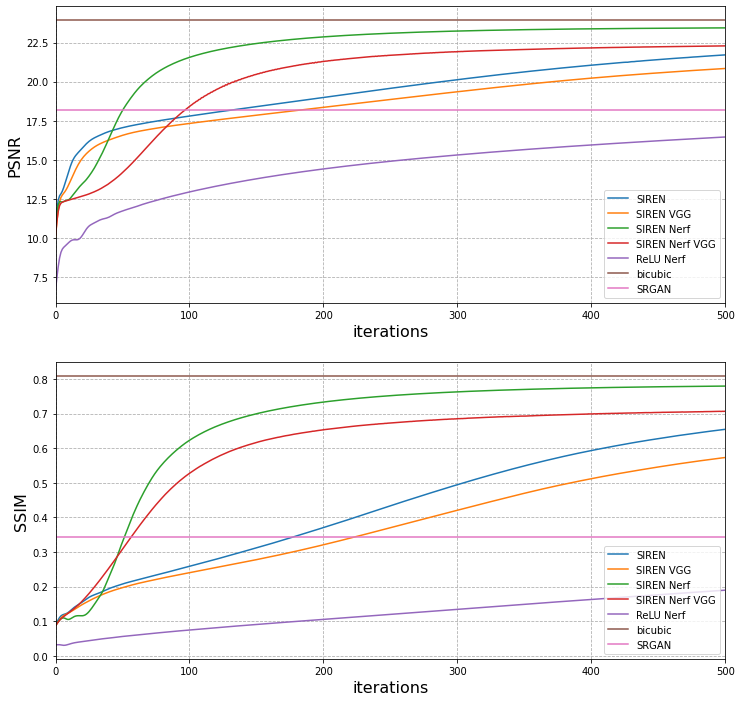 22.5
20.0
17.5
15.0
12.5
10.0
7.5
PSNR
SIREN
SIREN VGG
SIREN Nerf
SIREN Nerf VGG
ReLU Nerf
bicubic
SRGAN
0 100 200 300 400 500
iterations
0.8
0.7
0.6
0.5
0.4
0.3
0.2
0.1
0.0
SSIM
SIREN
SIREN VGG
SIREN Nerf
SIREN Nerf VGG
ReLU Nerf
bicubic
SRGAN
0 100 200 300 400 500
iterations